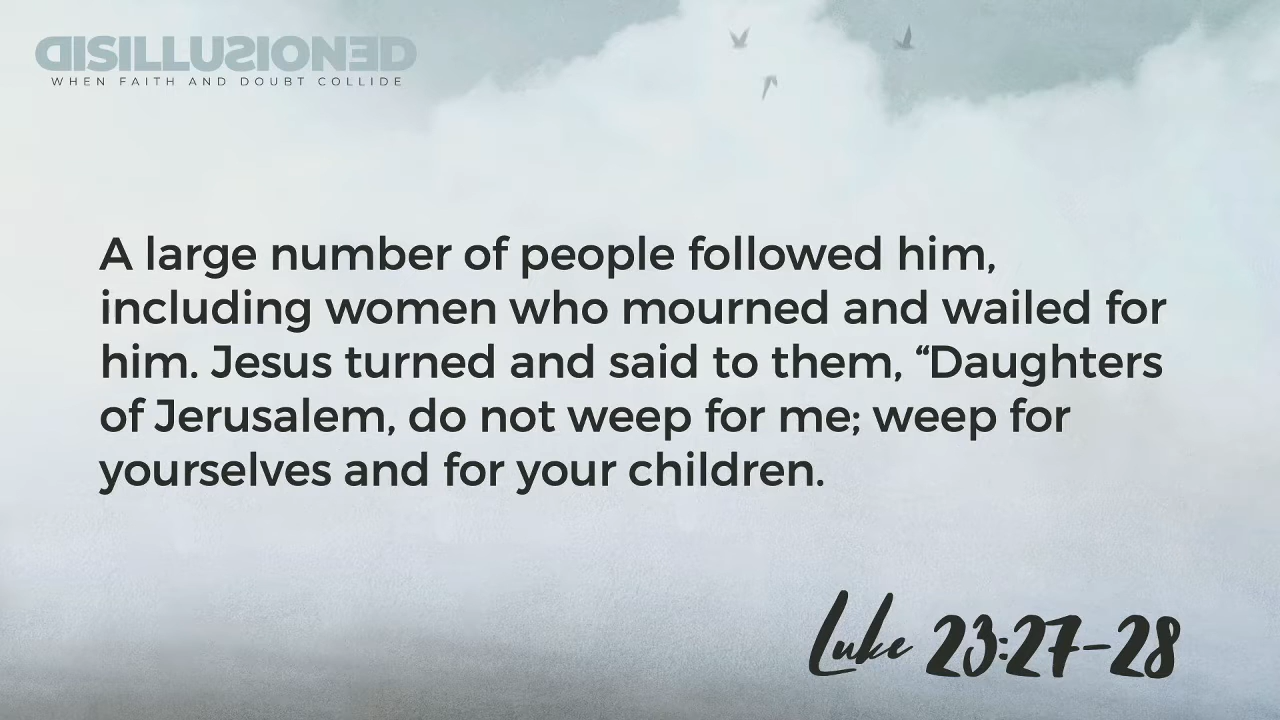 DISILLUSIONED
WHEN FAITH AND DOUBT COLLIDE
A large number of people followed him,
including women who mourned and wailed for
him. Jesus turned and said to them, “Daughters
of Jerusalem, do not weep for me; weep for
yourselves and for your children.
Luke 23:27-28